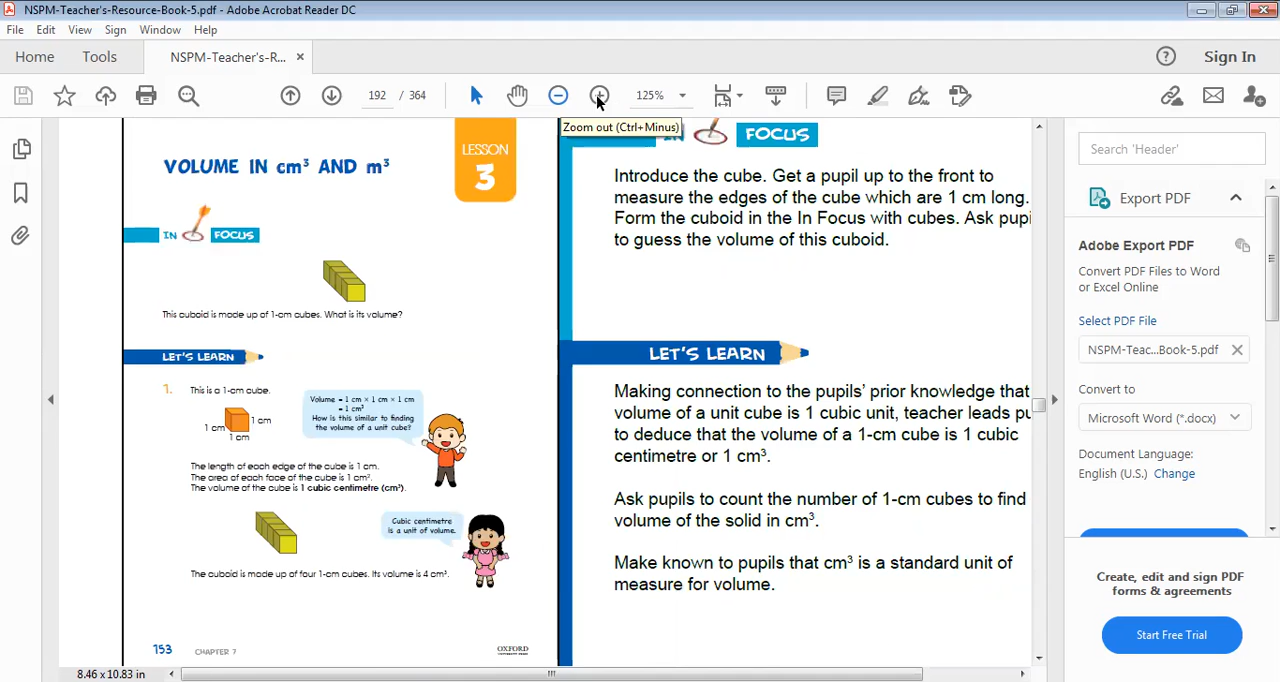 NSPM-Teacher's-Resource-Book-5.pdf - Adobe Acrobat Reader DC
File Edit View Sign Window Help
Home Tools NSPM-Teacher's-R... ×
Sign In
192 / 364
125%
Zoom out (Ctrl+Minus)
VOLUME IN cm³ AND m³
LESSON
3
IN FOCUS
This cuboid is made up of 1-cm cubes. What is its volume?
LET'S LEARN
1. This is a 1-cm cube.
1 cm
1 cm
1 cm
Volume = 1 cm × 1 cm × 1 cm
= 1 cm³
How is this similar to finding
the volume of a unit cube?
The length of each edge of the cube is 1 cm.
The area of each face of the cube is 1 cm².
The volume of the cube is 1 cubic centimetre (cm³).
Cubic centimetre
is a unit of volume.
The cuboid is made up of four 1-cm cubes. Its volume is 4 cm³.
153 CHAPTER 7
OXFORD
FOCUS
Introduce the cube. Get a pupil up to the front to
measure the edges of the cube which are 1 cm long.
Form the cuboid in the In Focus with cubes. Ask pupi
to guess the volume of this cuboid.
LET'S LEARN
Making connection to the pupils' prior knowledge that
volume of a unit cube is 1 cubic unit, teacher leads pu
to deduce that the volume of a 1-cm cube is 1 cubic
centimetre or 1 cm³.
Ask pupils to count the number of 1-cm cubes to find
volume of the solid in cm³.
Make known to pupils that cm³ is a standard unit of
measure for volume.
8.46 x 10.83 in
Search 'Header'
Export PDF
Adobe Export PDF
Convert PDF Files to Word
or Excel Online
Select PDF File
NSPM-Teac...Book-5.pdf ×
Convert to
Microsoft Word (*.docx)
Document Language:
English (U.S.) Change
Create, edit and sign PDF
forms & agreements
Start Free Trial